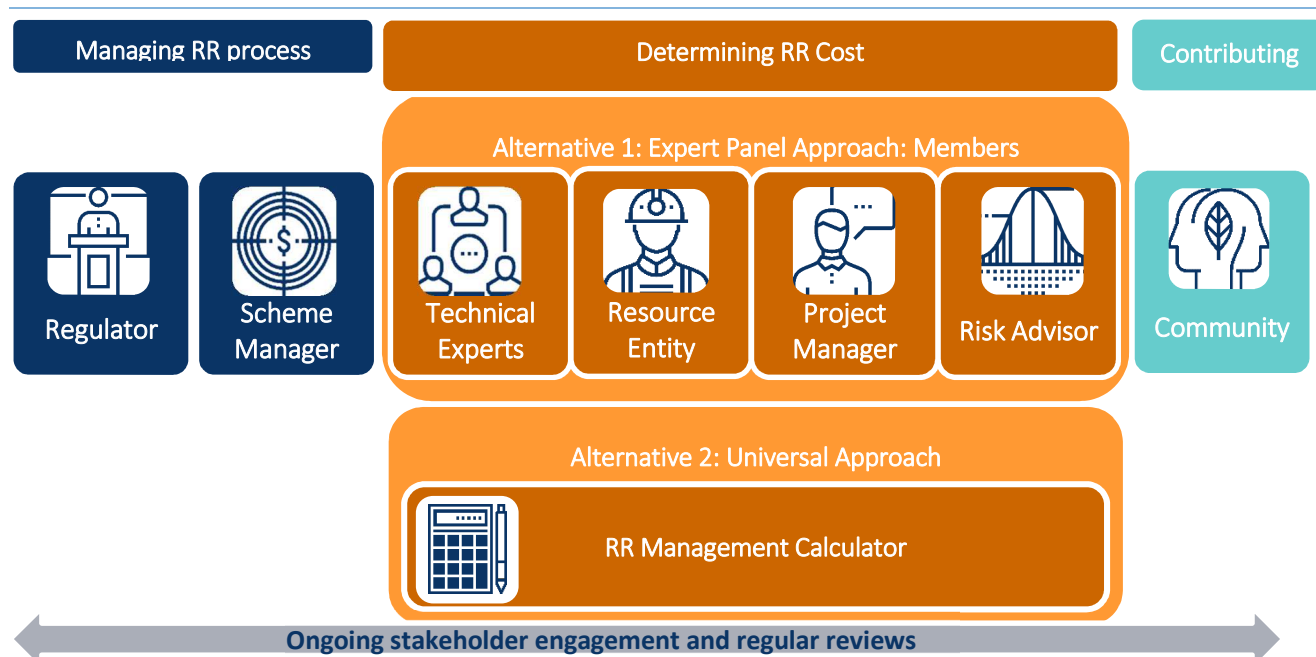 Managing RR process
Determining RR Cost
Contributing
Alternative 1: Expert Panel Approach: Members
Regulator
Scheme
Manager
$
Technical
Experts
Resource
Entity
Project
Manager
Risk Advisor
Community
Alternative 2: Universal Approach
RR Management Calculator
Ongoing stakeholder engagement and regular reviews